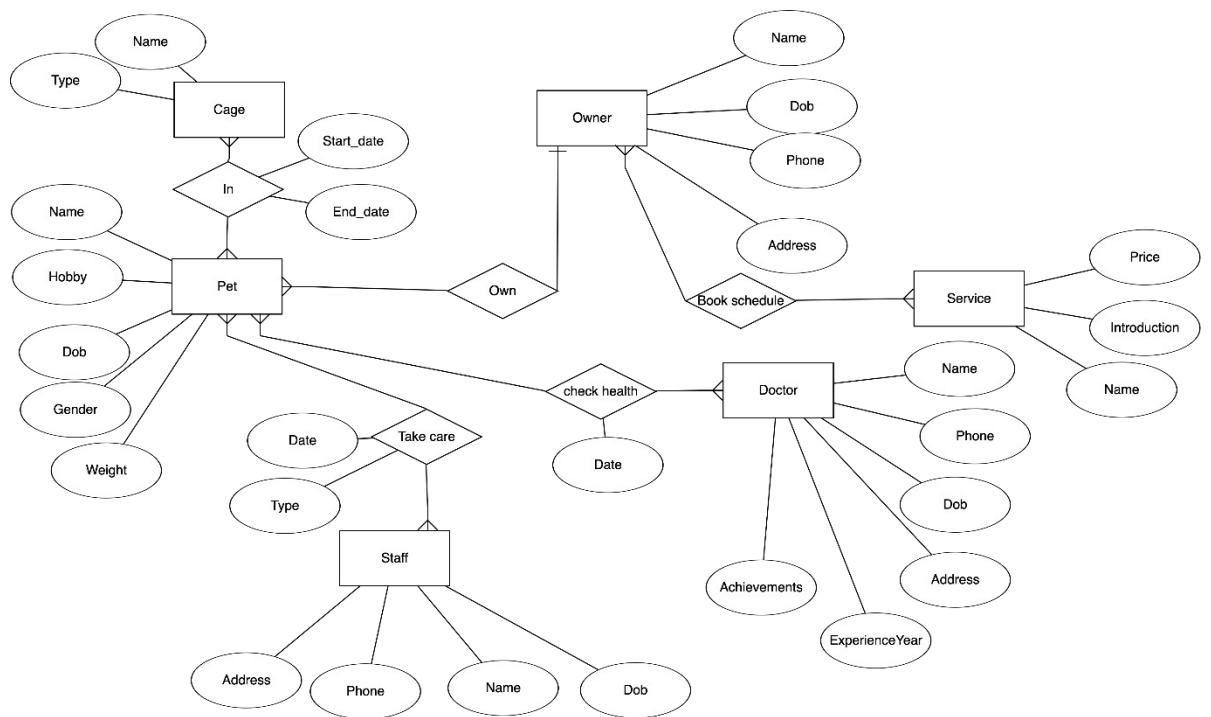 Name
Type
Cage
Start_date
In
End_date
Name
Hobby
Pet
Dob
Gender
Weight
Own
Owner
Name
Dob
Phone
Address
Book schedule
Service
Price
Introduction
Name
check health
Date
Doctor
Name
Phone
Dob
Address
ExperienceYear
Achievements
Take care
Date
Type
Staff
Address
Phone
Name
Dob